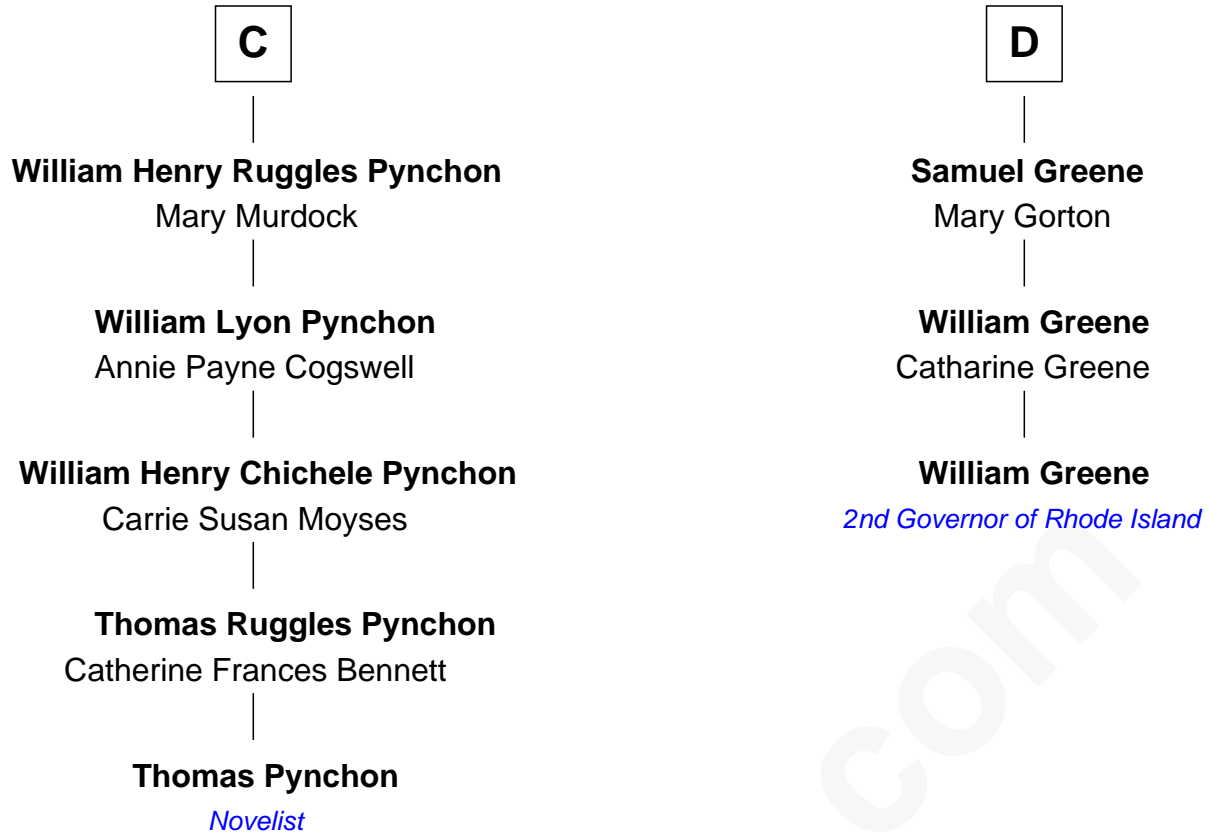 C
William Henry Ruggles Pynchon
Mary Murdock
William Lyon Pynchon
Annie Payne Cogswell
William Henry Chichele Pynchon
Carrie Susan Moyses
Thomas Ruggles Pynchon
Catherine Frances Bennett
Thomas Pynchon
Novelist
D
Samuel Greene
Mary Gorton
William Greene
Catharine Greene
William Greene
2nd Governor of Rhode Island
com